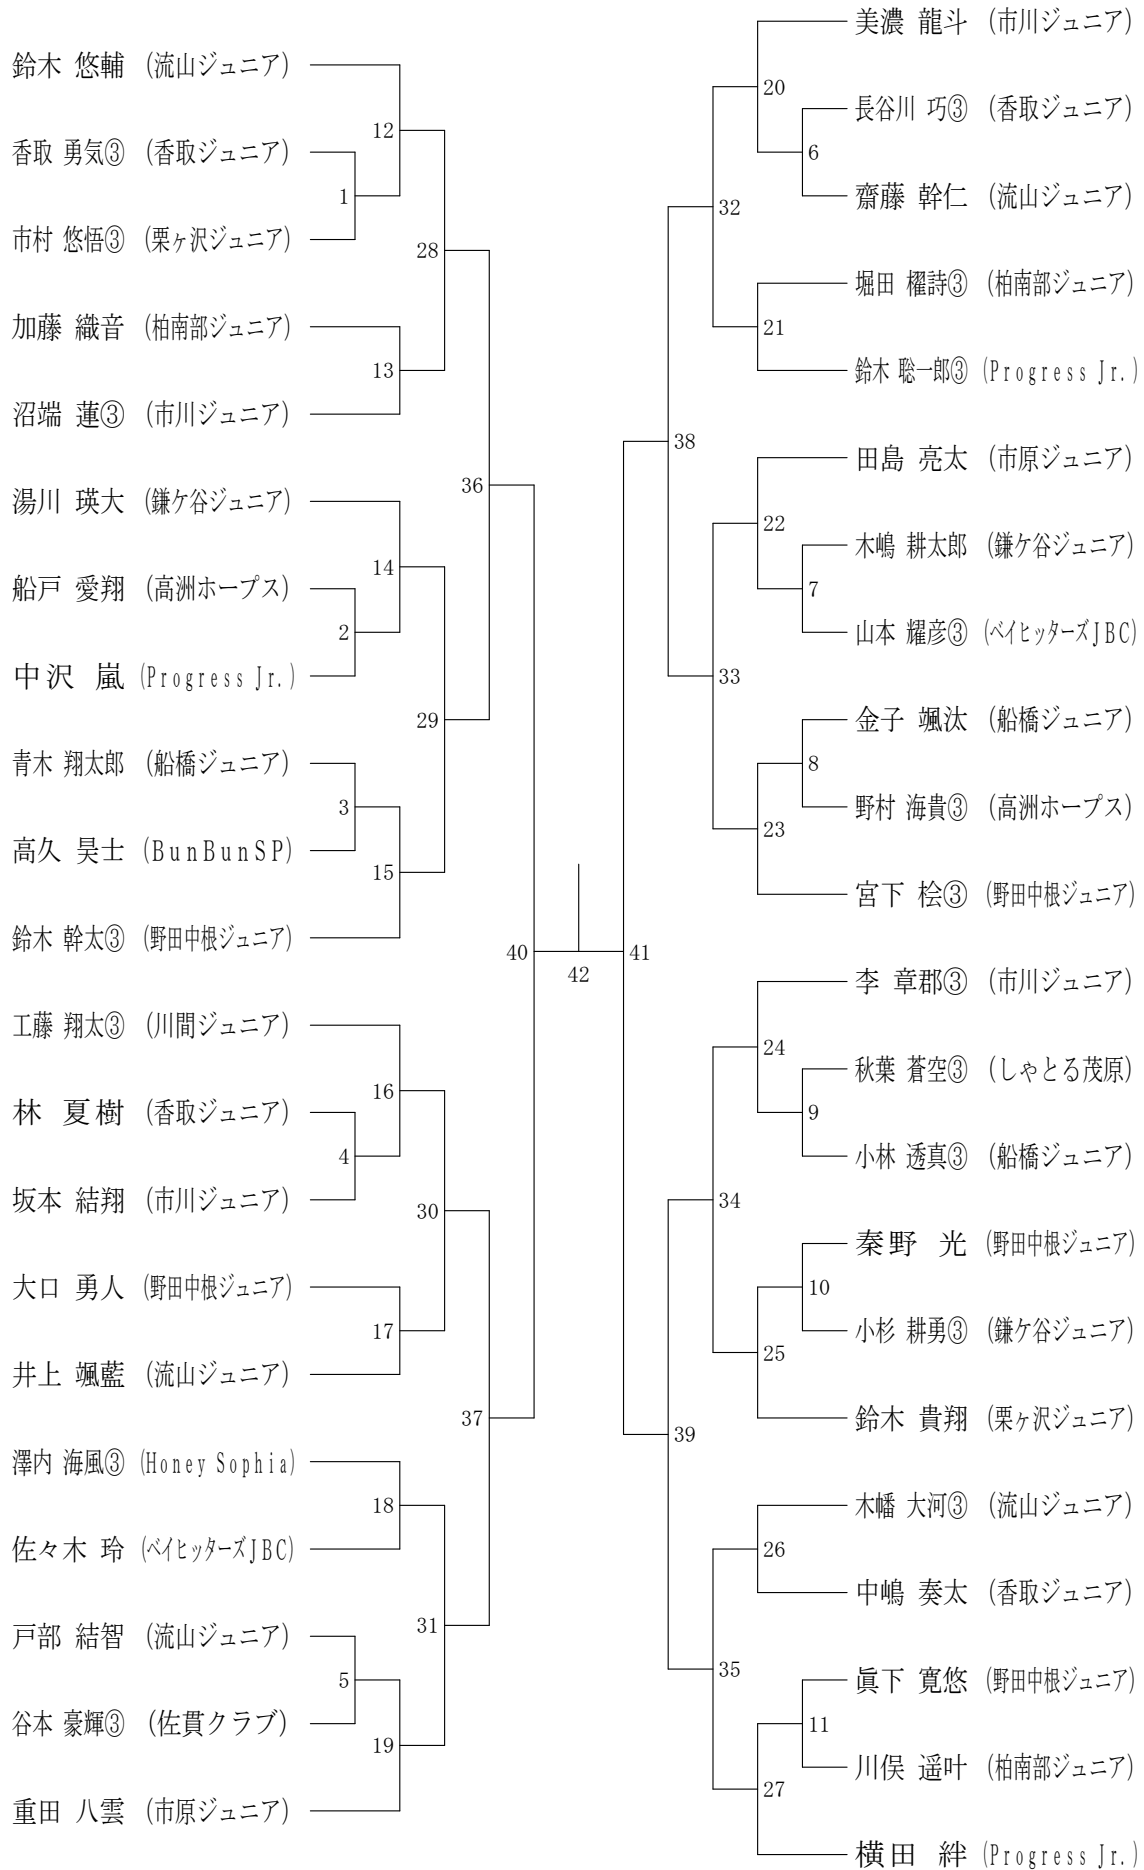 鈴木 悠輔 (流山ジュニア)
香取 勇気③ (香取ジュニア)
市村 悠悟③ (栗ヶ沢ジュニア)
加藤 織音 (柏南部ジュニア)
沼端 蓮③ (市川ジュニア)
湯川 瑛大 (鎌ケ谷ジュニア)
船戸 愛翔 (高洲ホープス)
中沢 嵐 (Progress Jr.)
青木 翔太郎 (船橋ジュニア)
高久 昊士 (BunBunSP)
鈴木 幹太③ (野田中根ジュニア)
工藤 翔太③ (川間ジュニア)
林 夏樹 (香取ジュニア)
坂本 結翔 (市川ジュニア)
大口 勇人 (野田中根ジュニア)
井上 颯藍 (流山ジュニア)
澤内 海風③ (Honey Sophia)
佐々木 玲 (ベイヒッターズJBC)
戸部 結智 (流山ジュニア)
谷本 豪輝③ (佐貫クラブ)
重田 八雲 (市原ジュニア)
1
2
3
4
5
12
13
14
15
16
17
18
19
28
29
30
31
36
37
40
42
41
38
39
32
33
34
35
20
21
22
23
24
25
26
27
6
7
8
9
10
11
美濃 龍斗 (市川ジュニア)
長谷川 巧③ (香取ジュニア)
齋藤 幹仁 (流山ジュニア)
堀田 櫂詩③ (柏南部ジュニア)
鈴木 聡一郎③ (Progress Jr.)
田島 亮太 (市原ジュニア)
木嶋 耕太郎 (鎌ケ谷ジュニア)
山本 耀彦③ (ベイヒッターズJBC)
金子 颯汰 (船橋ジュニア)
野村 海貴③ (高洲ホープス)
宮下 桧③ (野田中根ジュニア)
李 章郡③ (市川ジュニア)
秋葉 蒼空③ (しゃとる茂原)
小林 透真③ (船橋ジュニア)
秦野 光 (野田中根ジュニア)
小杉 耕勇③ (鎌ケ谷ジュニア)
鈴木 貴翔 (栗ヶ沢ジュニア)
木幡 大河③ (流山ジュニア)
中嶋 奏太 (香取ジュニア)
眞下 寛悠 (野田中根ジュニア)
川俣 遥叶 (柏南部ジュニア)
横田 絆 (Progress Jr.)